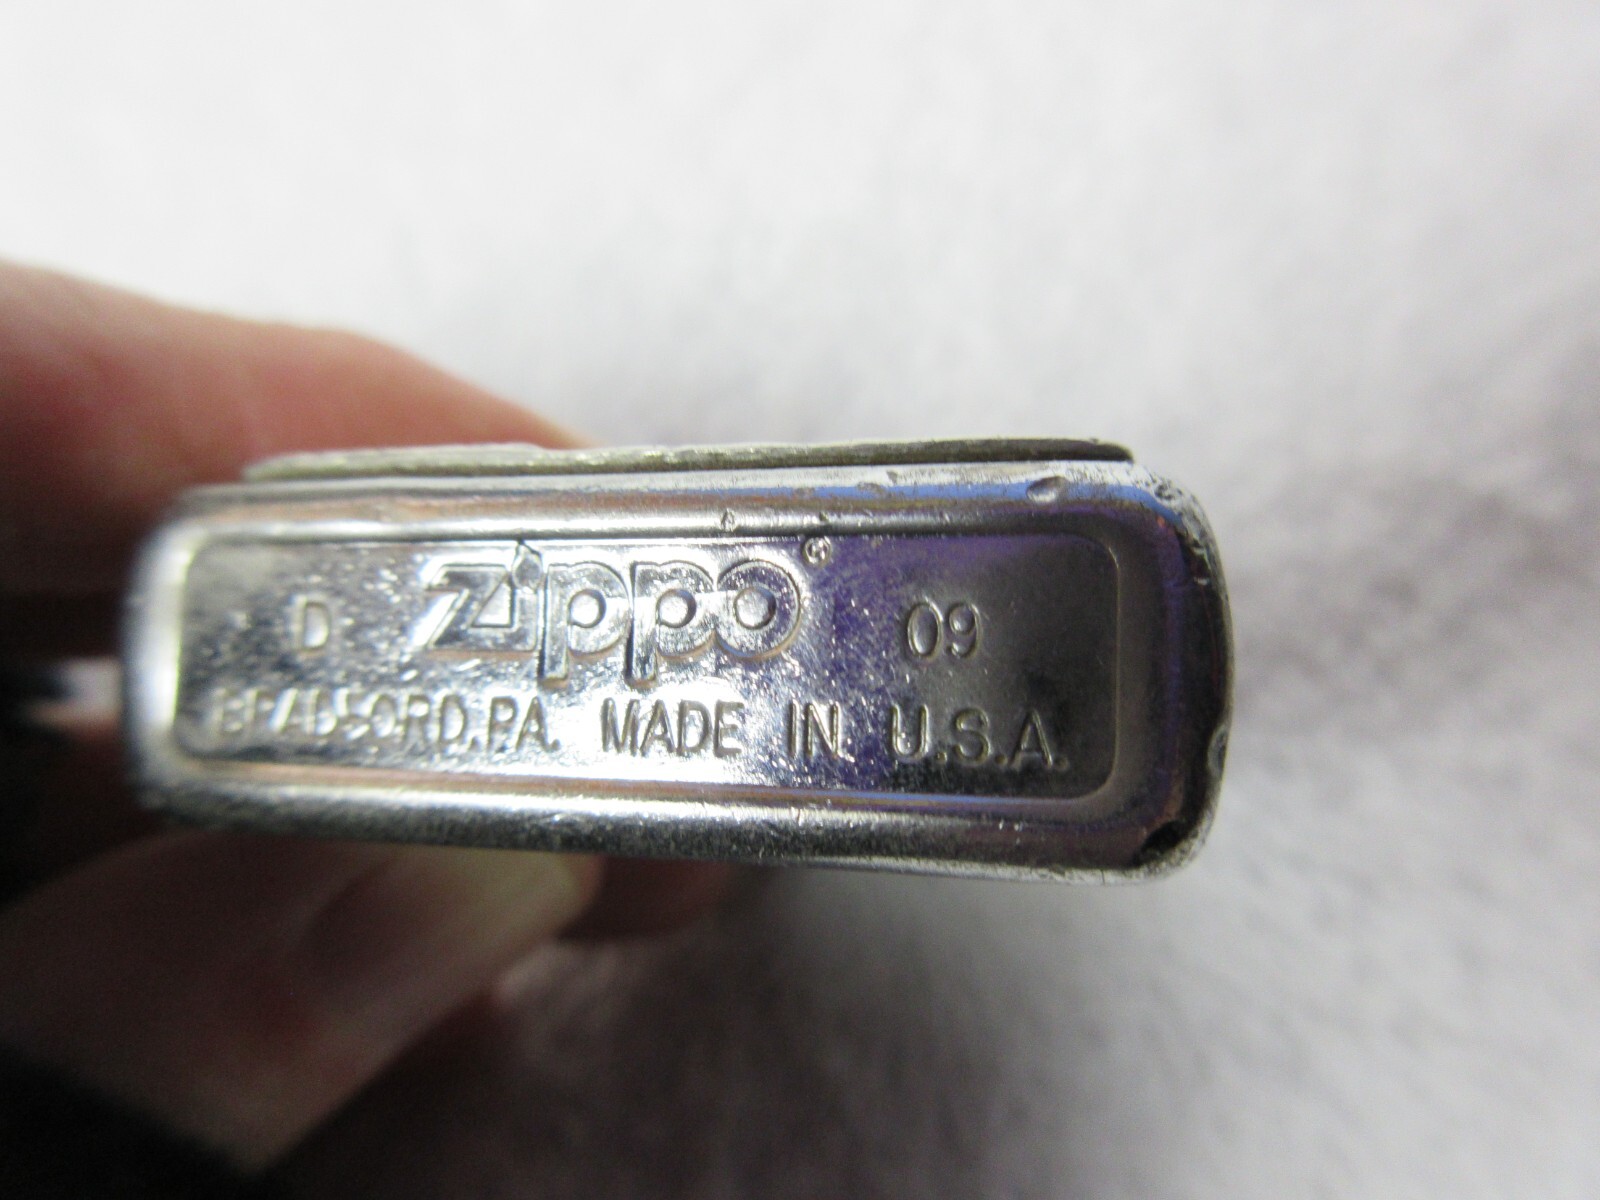 D Zippo® 09
BRADFORD, PA. MADE IN U.S.A.